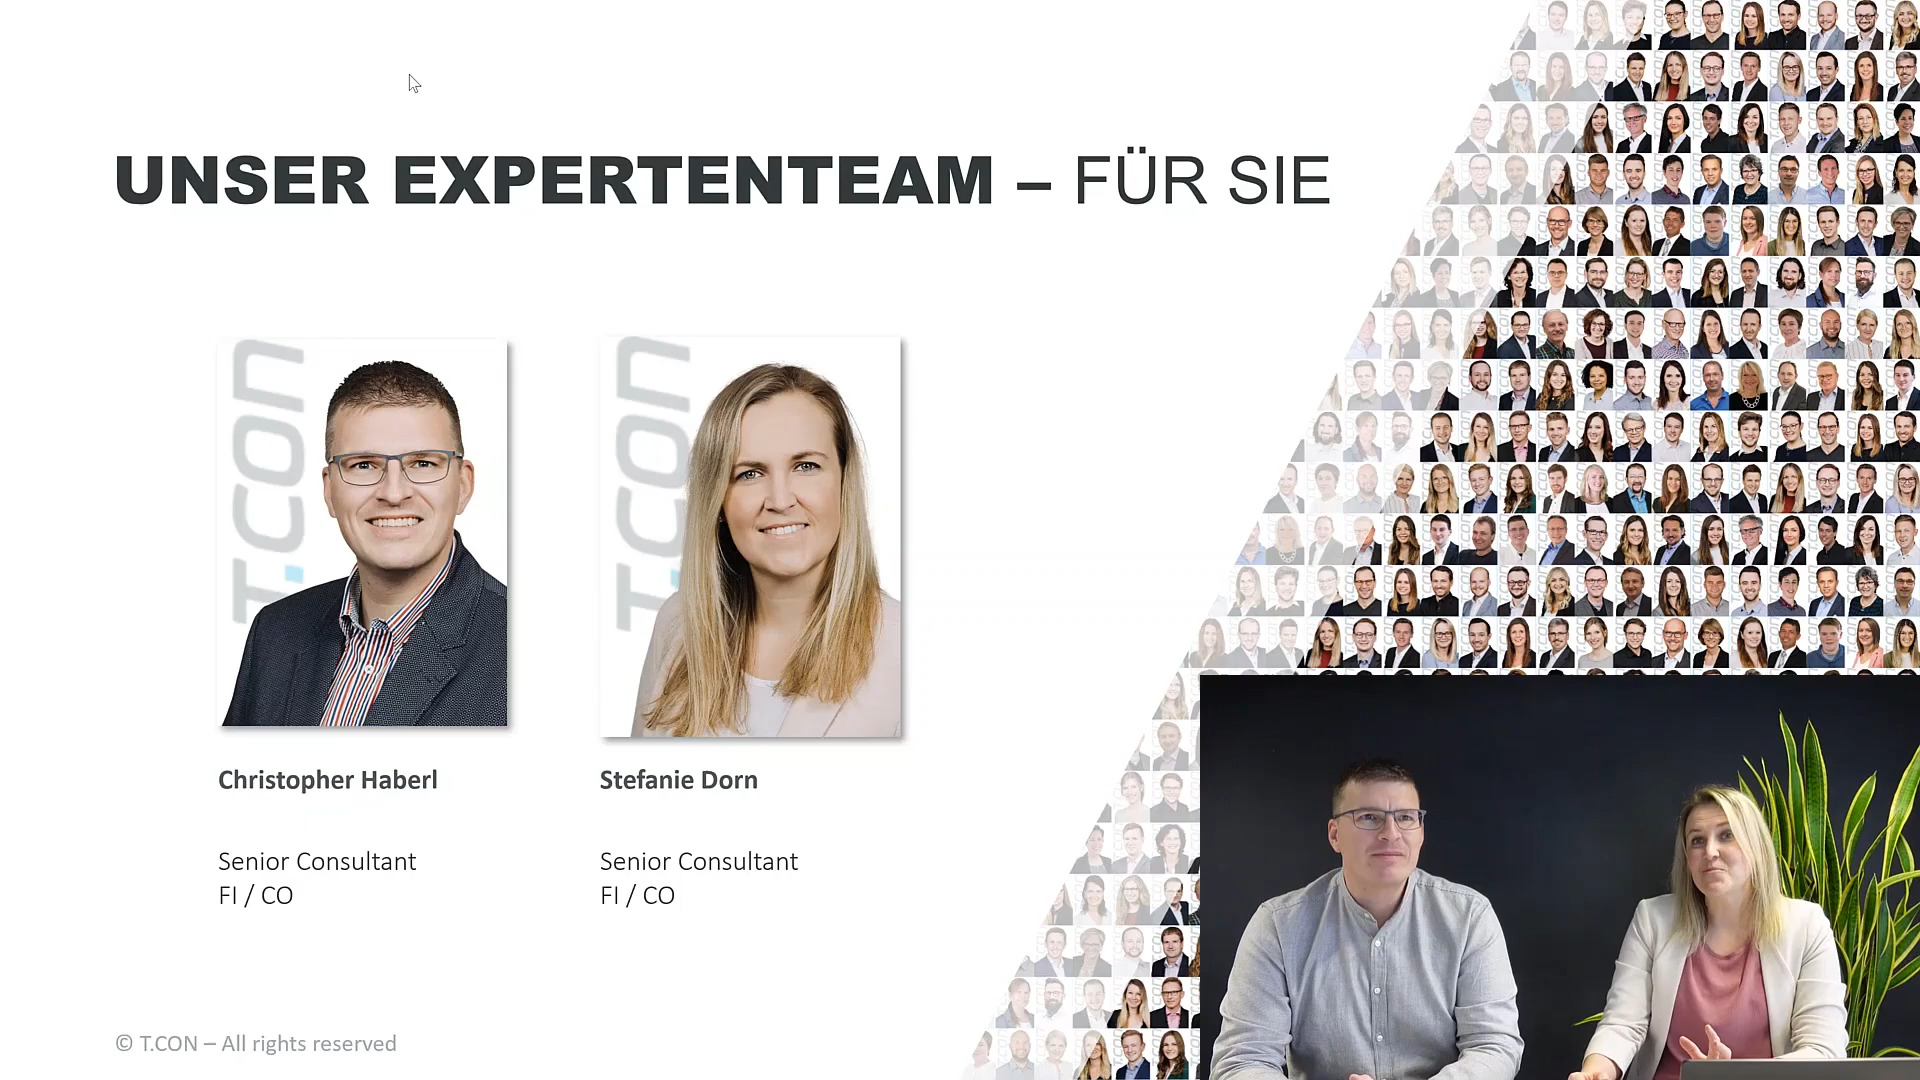 UNSER EXPERTENTEAM – FÜR SIE
T.CON
T.CON
Christopher Haberl
Stefanie Dorn
Senior Consultant
FI / CO
Senior Consultant
FI / CO
© T.CON – All rights reserved